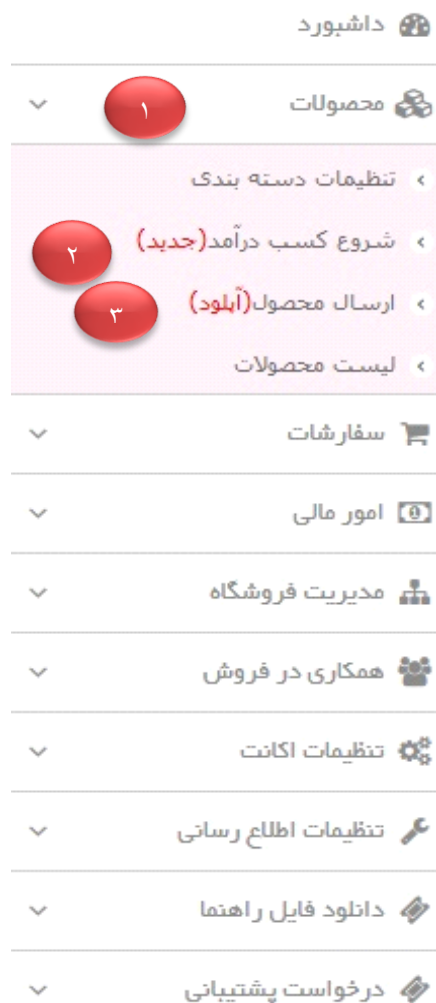 داشبورد
محصولات ۱
تنظیمات دسته بندی
شروع کسب درآمد(جدید) ۲
ارسال محصول(آپلود) ۳
لیست محصولات
سفارشات
امور مالی
مدیریت فروشگاه
همکاری در فروش
تنظیمات اکانت
تنظیمات اطلاع رسانی
دانلود فایل راهنما
درخواست پشتیبانی